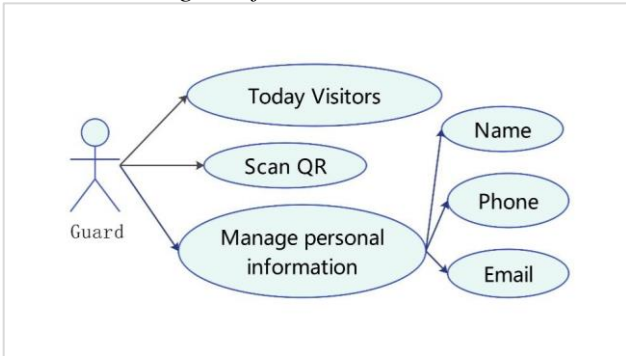 Today Visitors
Name
Scan QR
Phone
Guard
Manage personal
information
Email